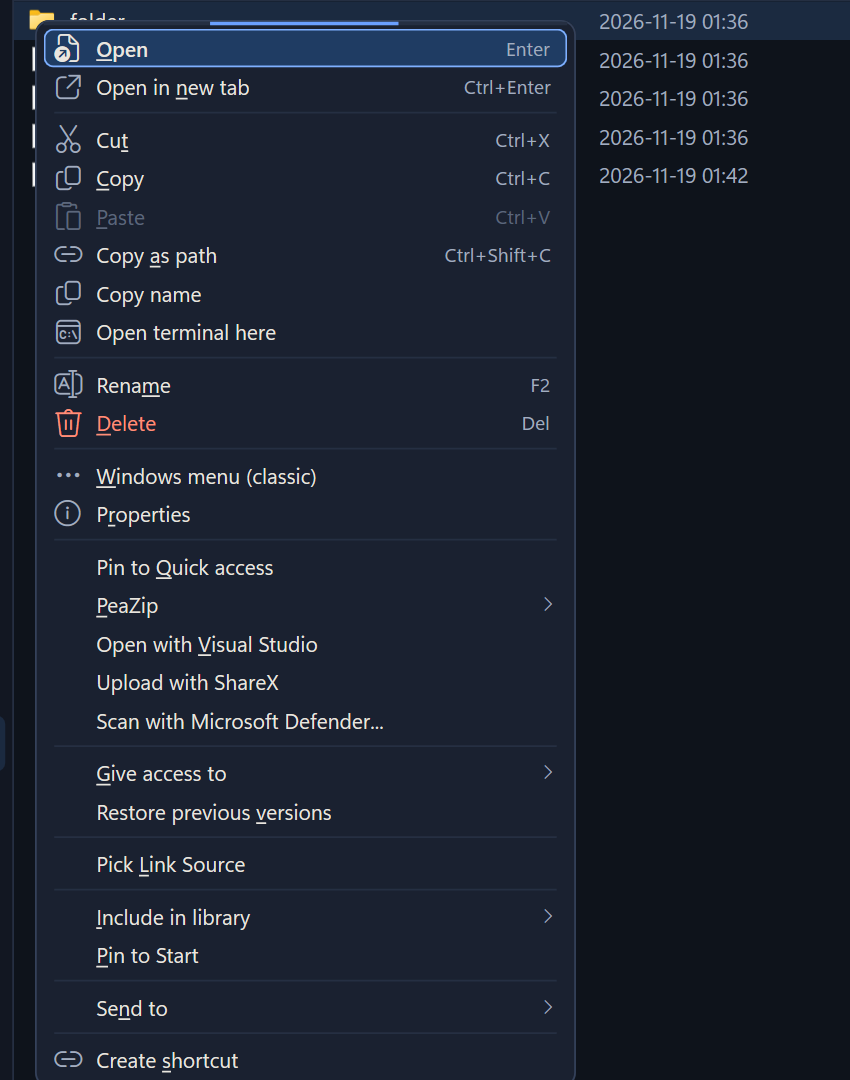 folder 2026-11-19 01:36
Open Enter 2026-11-19 01:36
Open in new tab Ctrl+Enter 2026-11-19 01:36
Cut Ctrl+X 2026-11-19 01:36
Copy Ctrl+C 2026-11-19 01:42
Paste Ctrl+V
Copy as path Ctrl+Shift+C
Copy name
C:\
Open terminal here
Rename F2
Delete Del
Windows menu (classic)
Properties
Pin to Quick access
PeaZip
Open with Visual Studio
Upload with ShareX
Scan with Microsoft Defender...
Give access to
Restore previous versions
Pick Link Source
Include in library
Pin to Start
Send to
Create shortcut